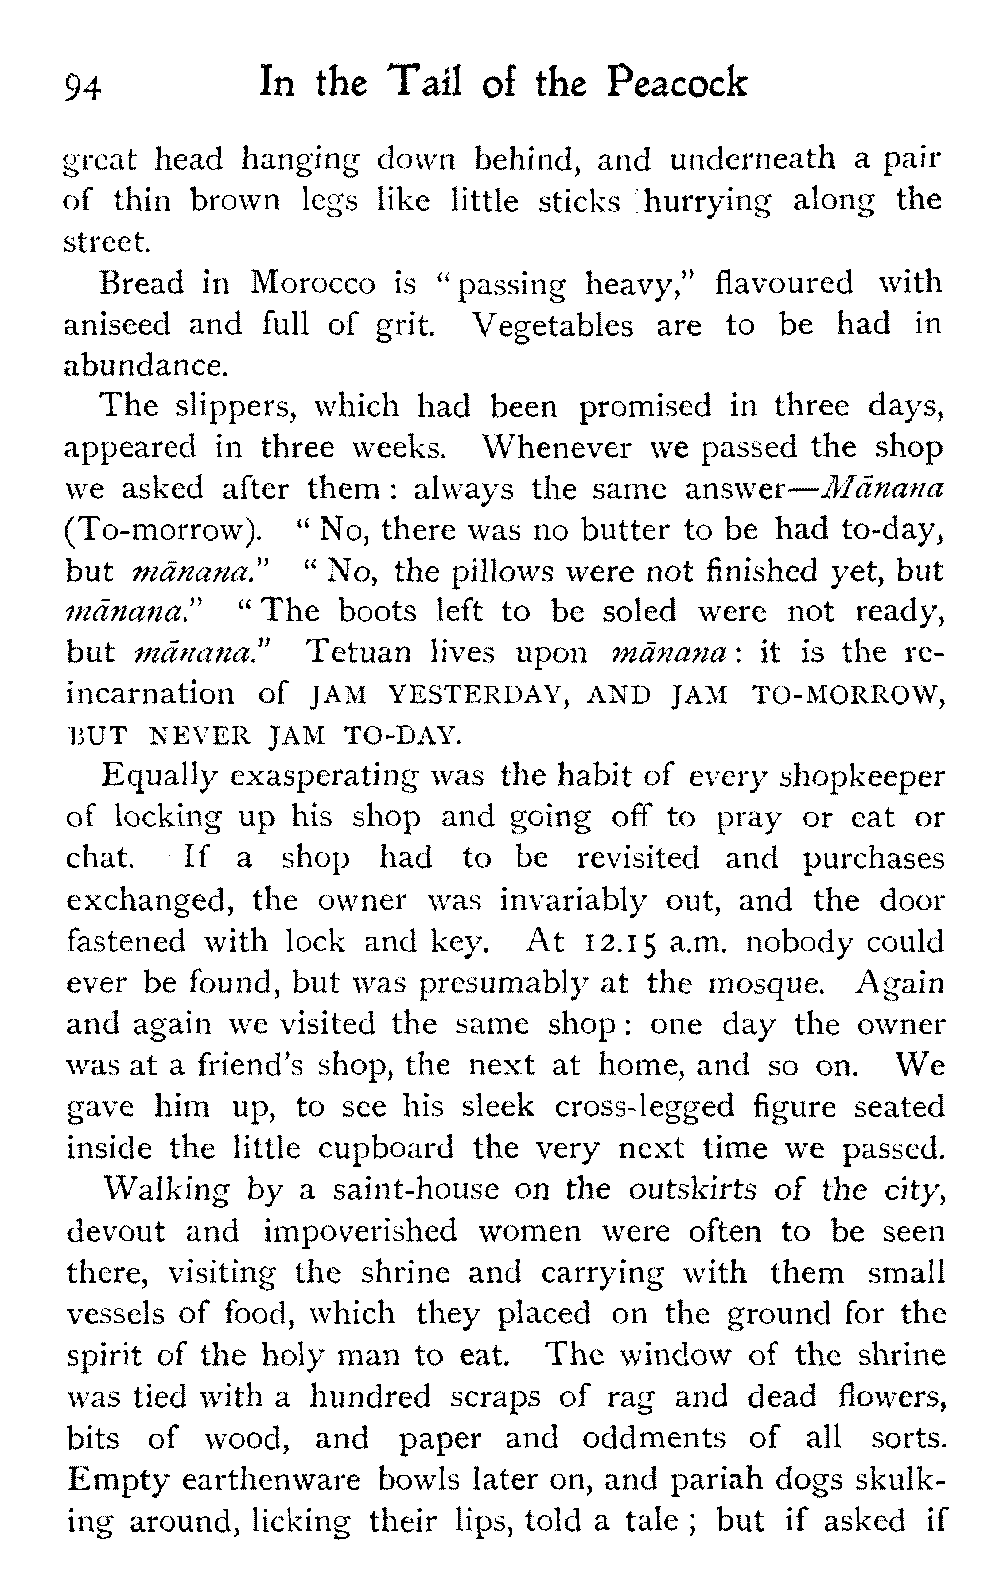 94 In the Tail of the Peacock
great head hanging down behind, and underneath a pair
of thin brown legs like little sticks hurrying along the
street.
Bread in Morocco is “passing heavy,” flavoured with
aniseed and full of grit. Vegetables are to be had in
abundance.
The slippers, which had been promised in three days,
appeared in three weeks. Whenever we passed the shop
we asked after them : always the same answer—Mānana
(To-morrow). “No, there was no butter to be had to-day,
but mānana.” “No, the pillows were not finished yet, but
mānana.” “The boots left to be soled were not ready,
but mānana.” Tetuan lives upon mānana : it is the re-
incarnation of JAM YESTERDAY, AND JAM TO-MORROW,
BUT NEVER JAM TO-DAY.
Equally exasperating was the habit of every shopkeeper
of locking up his shop and going off to pray or eat or
chat. If a shop had to be revisited and purchases
exchanged, the owner was invariably out, and the door
fastened with lock and key. At 12.15 a.m. nobody could
ever be found, but was presumably at the mosque. Again
and again we visited the same shop : one day the owner
was at a friend’s shop, the next at home, and so on. We
gave him up, to see his sleek cross-legged figure seated
inside the little cupboard the very next time we passed.
Walking by a saint-house on the outskirts of the city,
devout and impoverished women were often to be seen
there, visiting the shrine and carrying with them small
vessels of food, which they placed on the ground for the
spirit of the holy man to eat. The window of the shrine
was tied with a hundred scraps of rag and dead flowers,
bits of wood, and paper and oddments of all sorts.
Empty earthenware bowls later on, and pariah dogs skulk-
ing around, licking their lips, told a tale ; but if asked if